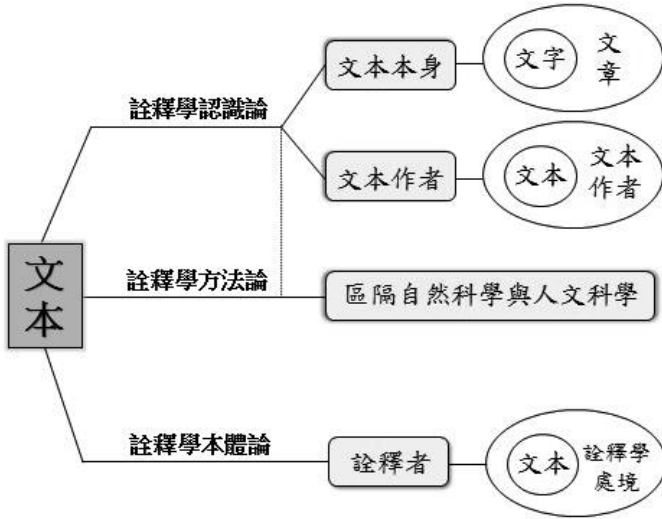 文本
詮釋學認識論
文本本身
文字
文章
文本作者
文本
文本
作者
詮釋學方法論
區隔自然科學與人文科學
詮釋學本體論
詮釋者
文本
詮釋學
處境